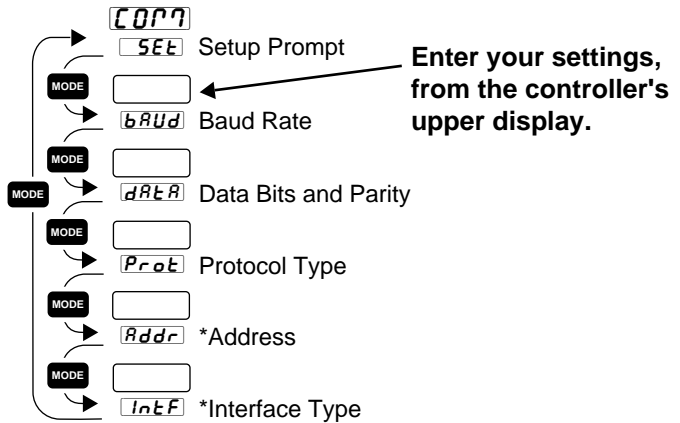 COM
SEt Setup Prompt
Enter your settings,
from the controller's
upper display.
MODE
bAUd Baud Rate
MODE
dAtA Data Bits and Parity
MODE
MODE
Prot Protocol Type
MODE
Addr *Address
MODE
IntF *Interface Type